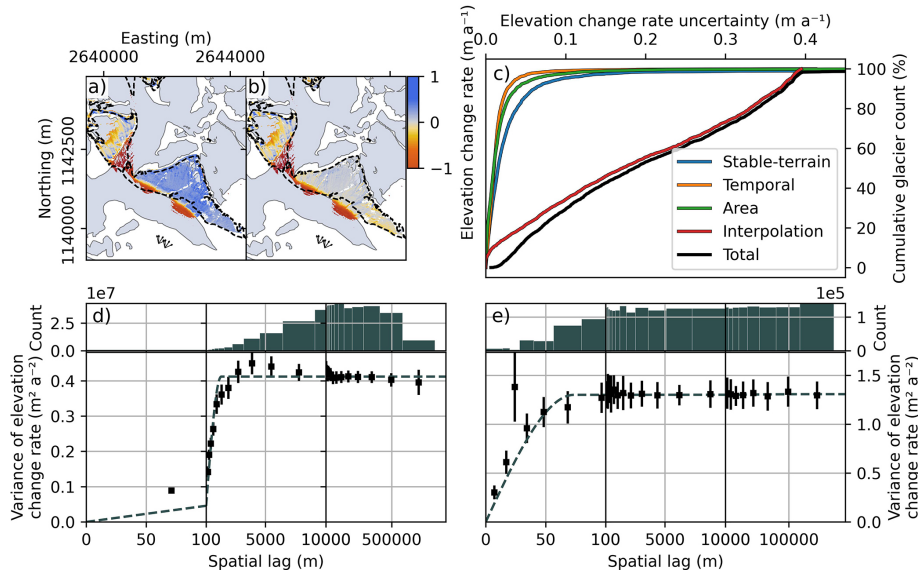 Easting (m)
2640000
2644000
Northing (m)
1142500
1140000
a)
b)
1
0
−1
Elevation change rate (m a⁻¹)
Elevation change rate uncertainty (m a⁻¹)
0.0
0.1
0.2
0.3
0.4
c)
Stable-terrain
Temporal
Area
Interpolation
Total
100
80
60
40
20
0
Cumulative glacier count (%)
1e7
d)
2.5
0.0
Count
Variance of elevation
change rate (m² a⁻²)
0.4
0.3
0.2
0.1
0.0
0
50
100
5000
10000
500000
Spatial lag (m)
1e5
e)
1
0
Count
1.5
1.0
0.5
0.0
Variance of elevation
change rate (m² a⁻²)
0
50
100
5000
10000
100000
Spatial lag (m)